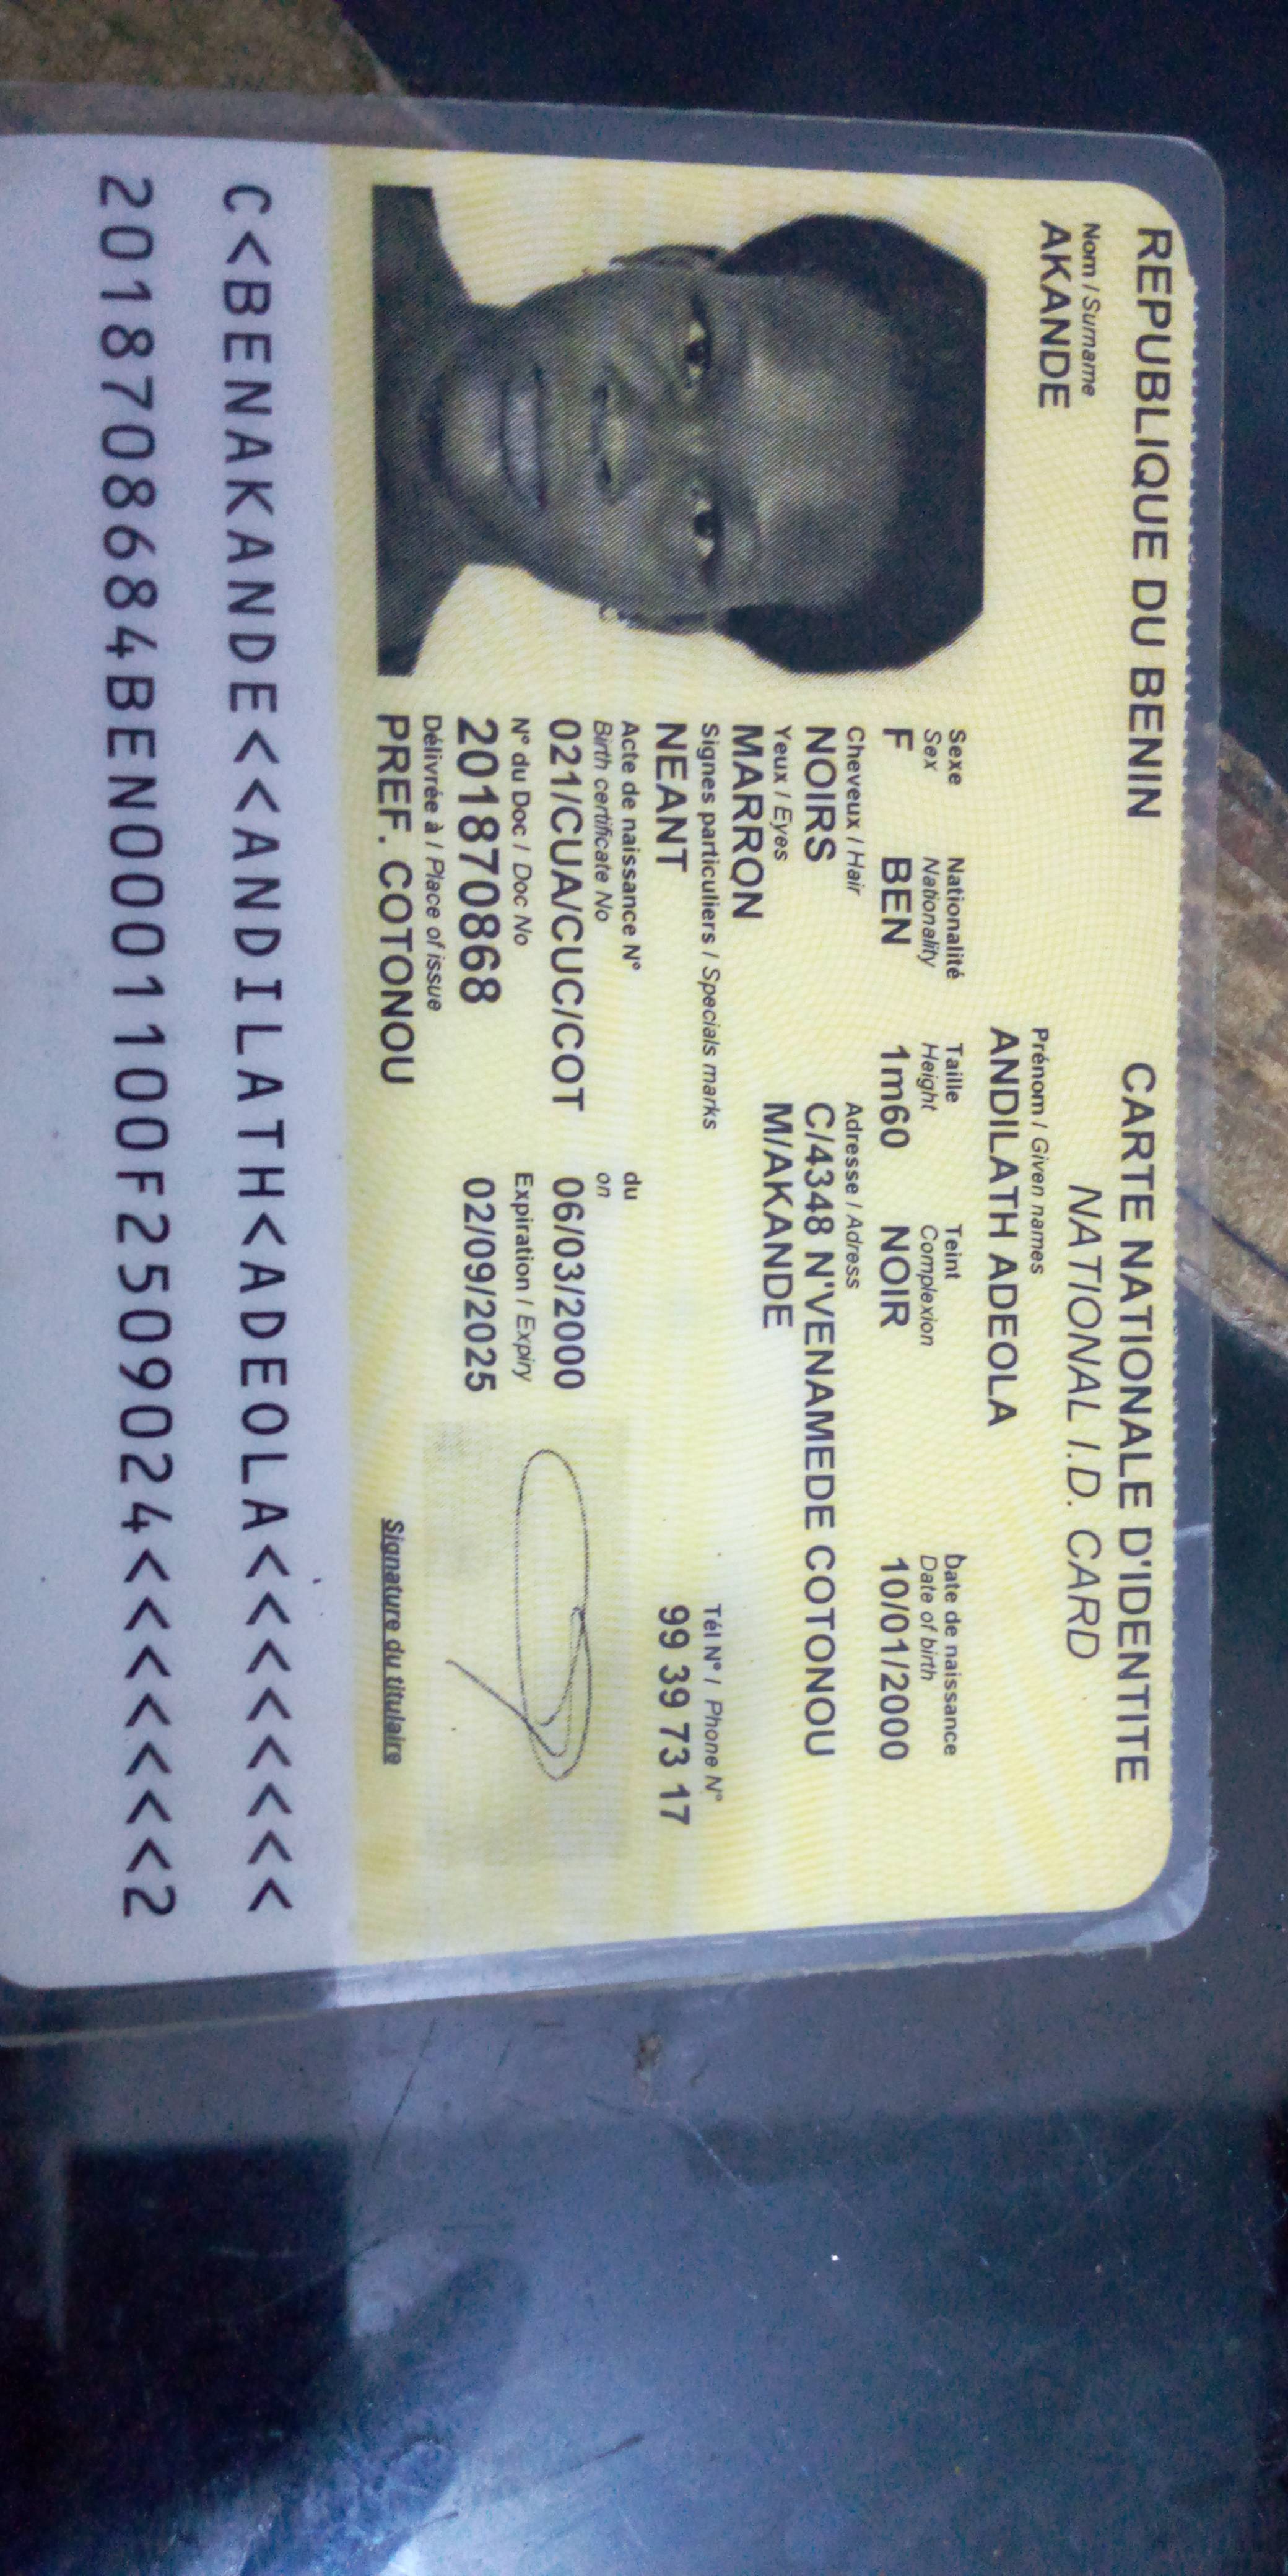 REPUBLIQUE DU BENIN
CARTE NATIONALE D'IDENTITE
NATIONAL I.D. CARD
Nom / Surname
AKANDE
Prénom / Given names
ANDILATH ADEOLA
Sexe Nationalité Taille Teint Date de naissance
Sex Nationality Height Complexion Date of birth
F BEN 1m60 NOIR 10/01/2000
Cheveux / Hair Adresse / Adress
NOIRS C/4348 N'VENAMEDE COTONOU
Yeux / Eyes M/AKANDE
MARRON
Signes particuliers / Specials marks Tél N° / Phone N°
NEANT 99 39 73 17
Acte de naissance N° du
Birth certificate No on
021/CUA/CUC/COT 06/03/2000
N° du Doc / Doc No Expiration / Expiry
201870868 02/09/2025
Délivrée à / Place of issue
PREF. COTONOU
Signature du titulaire
C<BENAKANDE<<ANDILATH<ADEOLA<<<<<<<<
2018708684BEN0001100F2509024<<<<<<<2